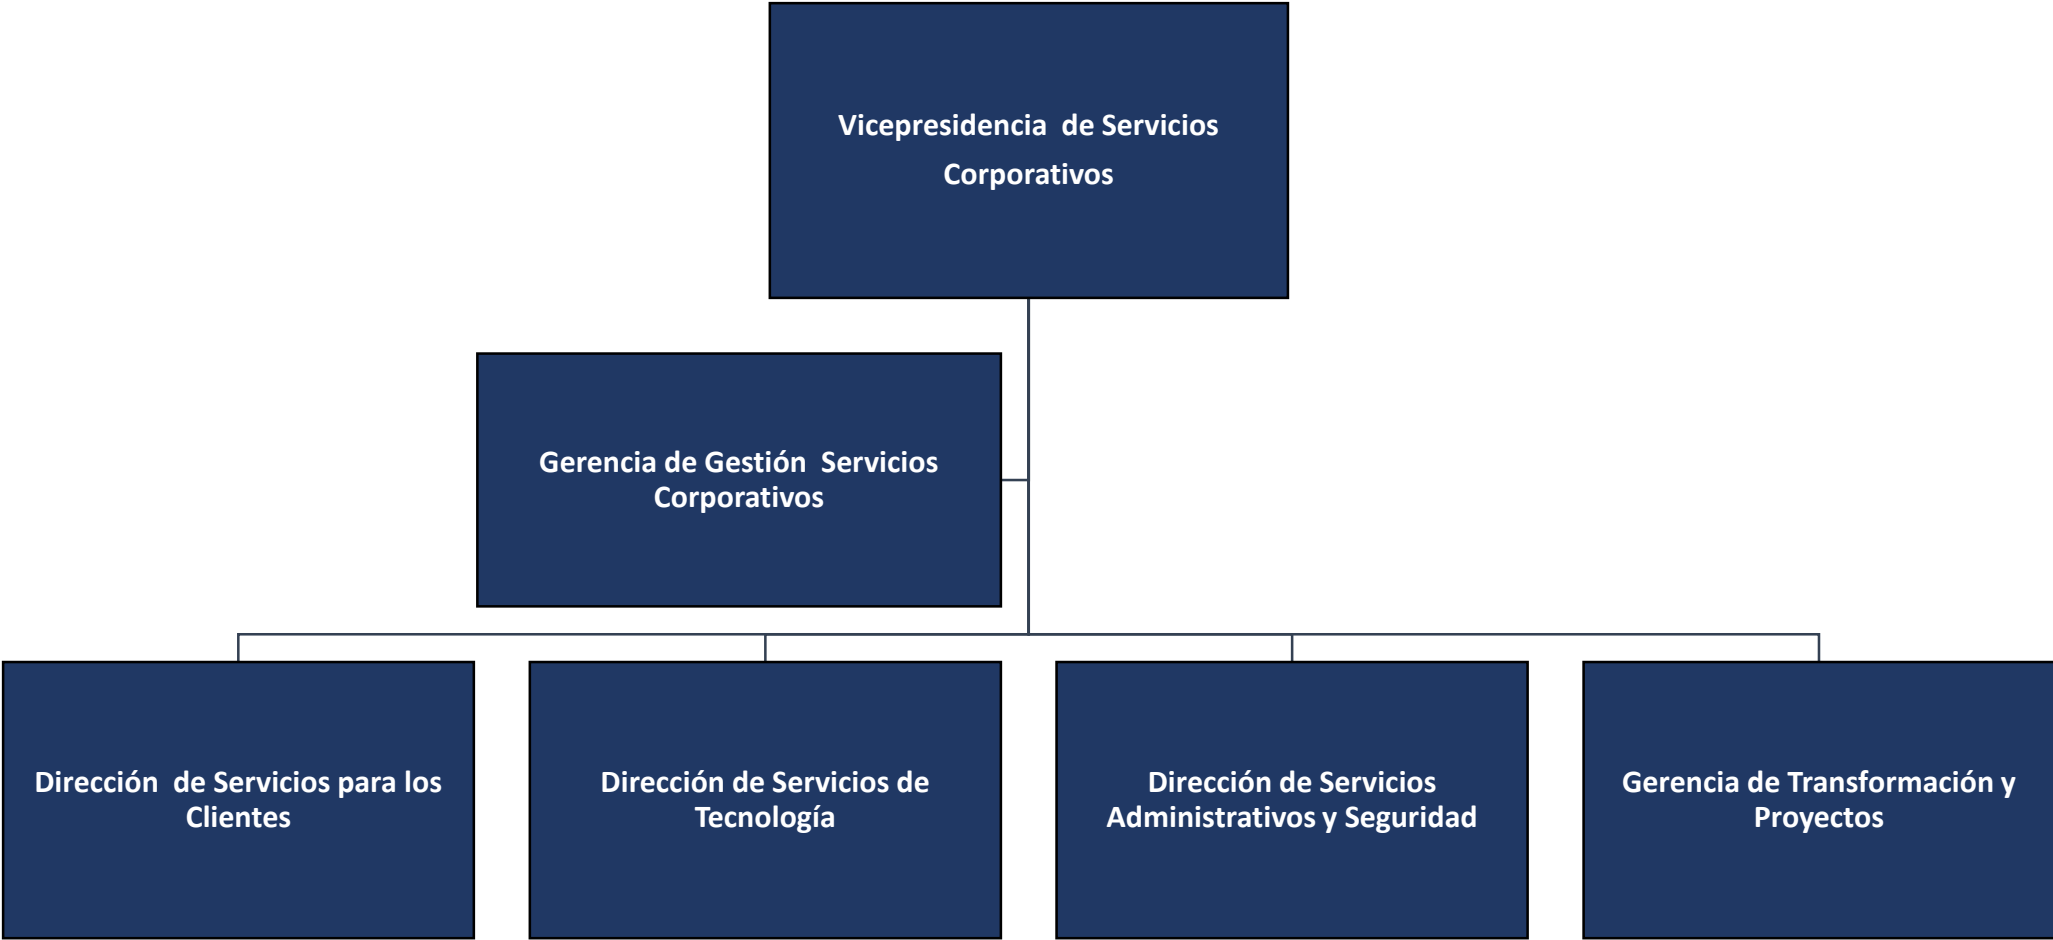 Vicepresidencia de Servicios
Corporativos
Gerencia de Gestión Servicios
Corporativos
Dirección de Servicios para los
Clientes
Dirección de Servicios de
Tecnología
Dirección de Servicios
Administrativos y Seguridad
Gerencia de Transformación y
Proyectos